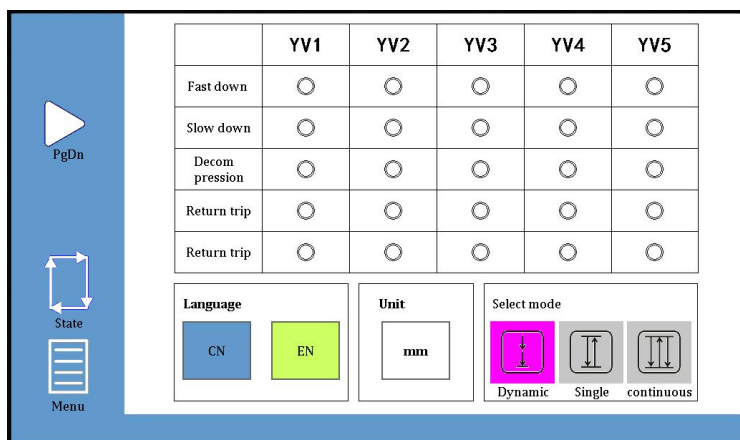 YV1 YV2 YV3 YV4 YV5
Fast down
Slow down
Decom
pression
Return trip
Return trip
PgDn
State
Menu
Language
CN EN
Unit
mm
Select mode
Dynamic Single continuous